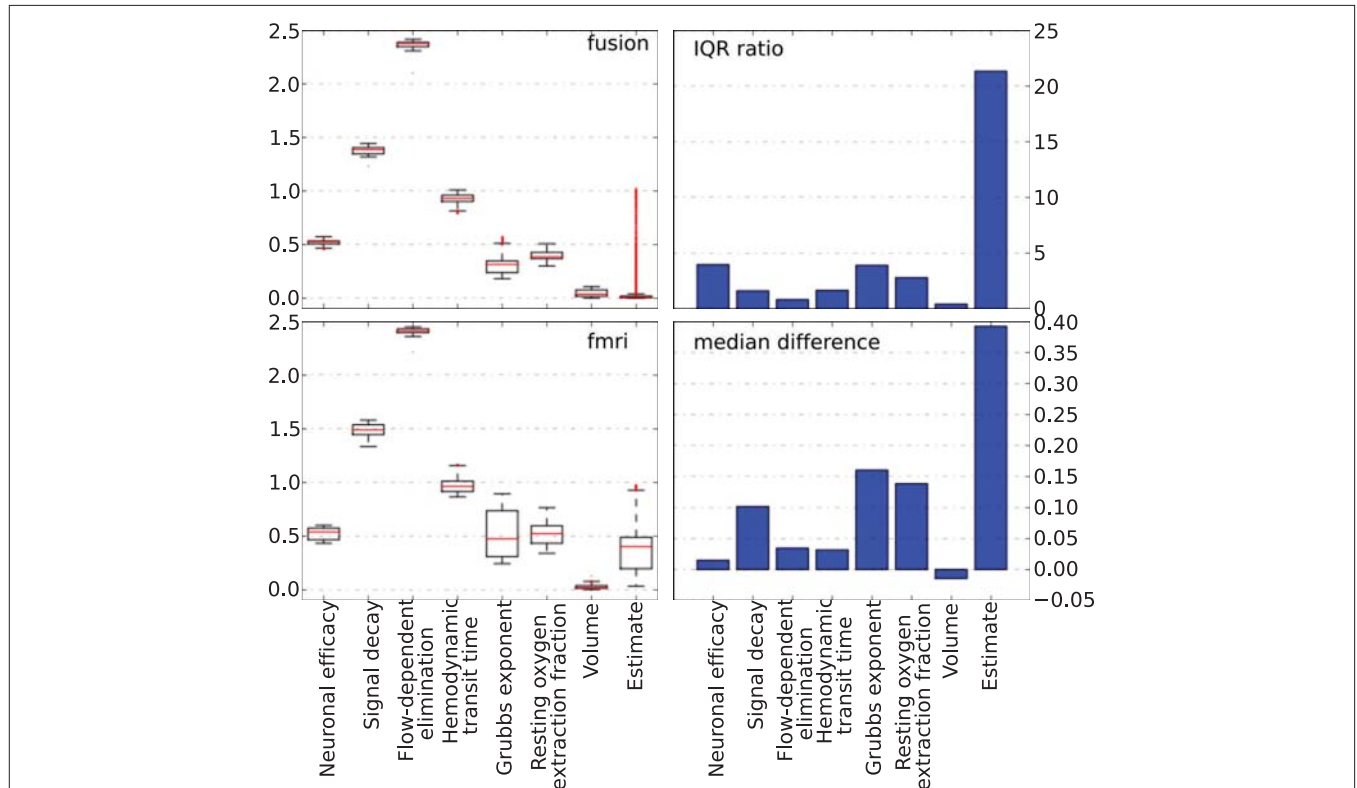 2.5
2.0
1.5
1.0
0.5
0.0
fusion
IQR ratio
25
20
15
10
5
0
2.5
2.0
1.5
1.0
0.5
0.0
fmri
median difference
0.40
0.35
0.30
0.25
0.20
0.15
0.10
0.05
0.00
−0.05
Neuronal efficacy
Signal decay
Flow-dependent
elimination
Hemodynamic
transit time
Grubbs exponent
Resting oxygen
extraction fraction
Volume
Estimate
Neuronal efficacy
Signal decay
Flow-dependent
elimination
Hemodynamic
transit time
Grubbs exponent
Resting oxygen
extraction fraction
Volume
Estimate